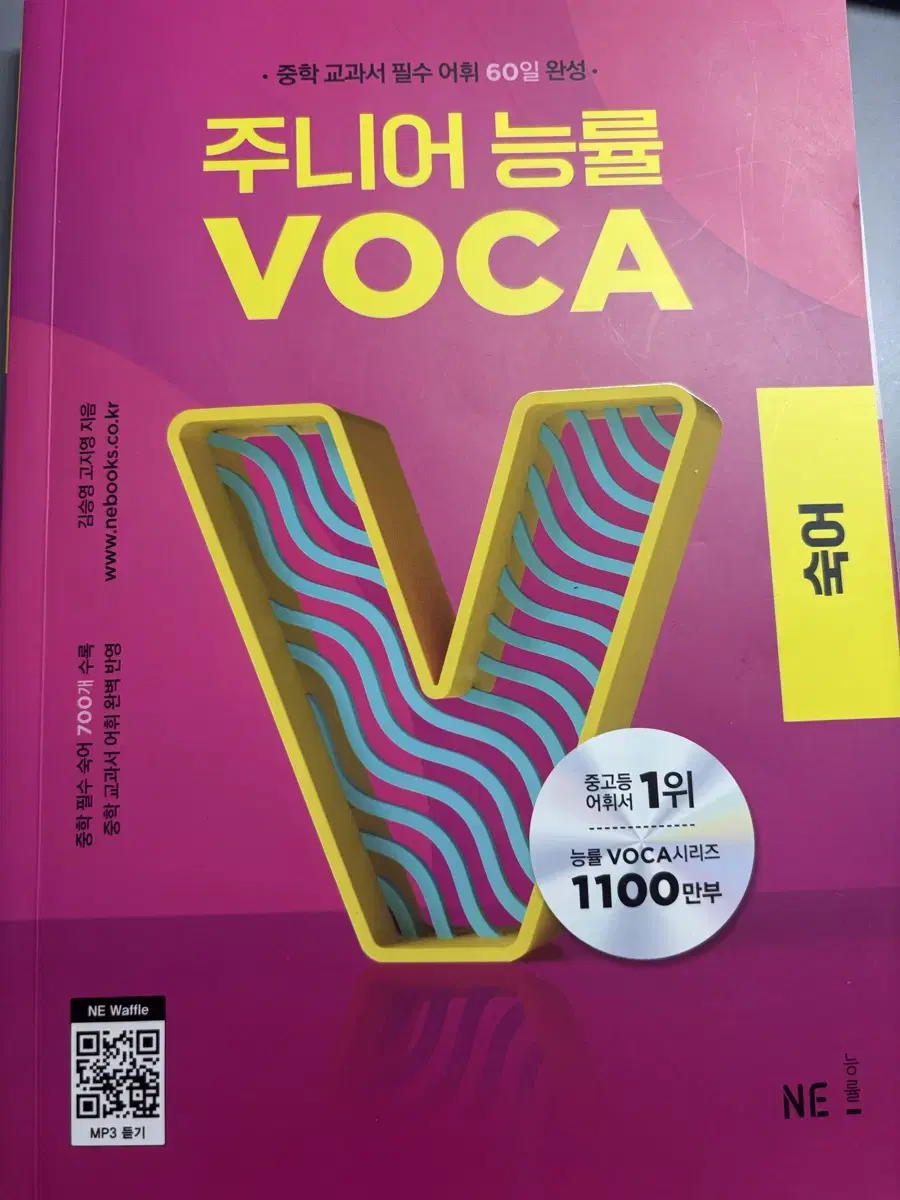 · 중학 교과서 필수 어휘 60일 완성 ·
주니어 능률
VOCA
김승영 고지영 지음
www.nebooks.co.kr
숙어
중학 필수 숙어 700개 수록
중학 교과서 어휘 완벽 반영
중고등
어휘서 1위
능률 VOCA시리즈
1100만부
NE Waffle
MP3 듣기
NE 능률